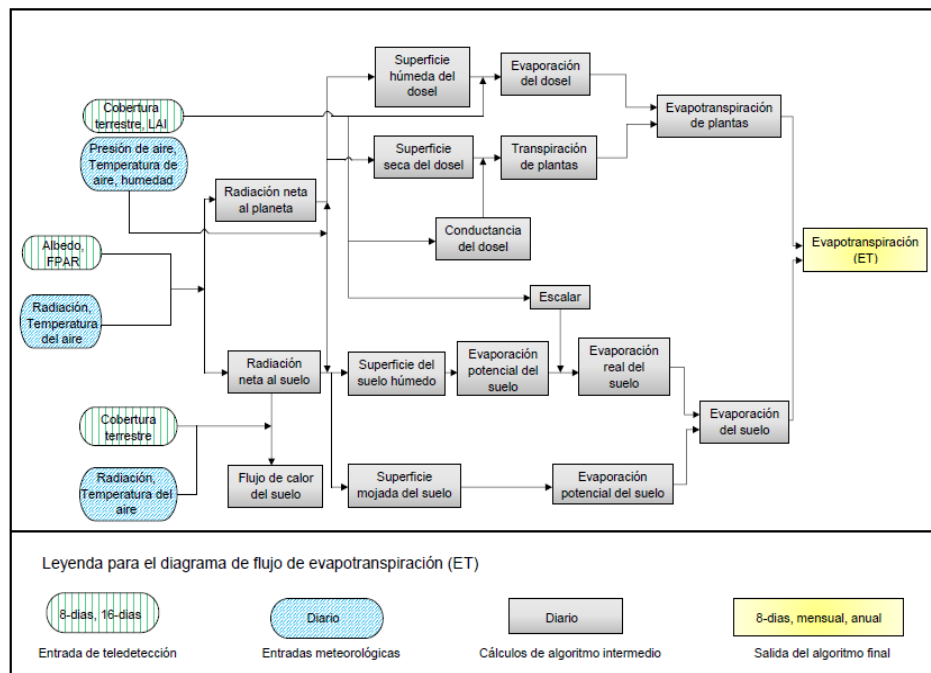 Superficie
húmeda del
dosel
Evaporación
del dosel
Cobertura
terrestre, LAI
Evapotranspiración
de plantas
Presión de aire,
Temperatura de
aire, humedad
Superficie
seca del dosel
Transpiración
de plantas
Radiación neta
al planeta
Conductancia
del dosel
Evapotranspiración
(ET)
Albedo,
FPAR
Escalar
Radiación,
Temperatura
del aire
Radiación
neta al suelo
Superficie del
suelo húmedo
Evaporación
potencial del
suelo
Evaporación
real del
suelo
Evaporación
del suelo
Cobertura
terrestre
Radiación,
Temperatura del
aire
Flujo de calor
del suelo
Superficie
mojada del suelo
Evaporación
potencial del suelo
Leyenda para el diagrama de flujo de evapotranspiración (ET)
8-dias, 16-dias
Diario
Diario
8-dias, mensual, anual
Entrada de teledetección
Entradas meteorológicas
Cálculos de algoritmo intermedio
Salida del algoritmo final